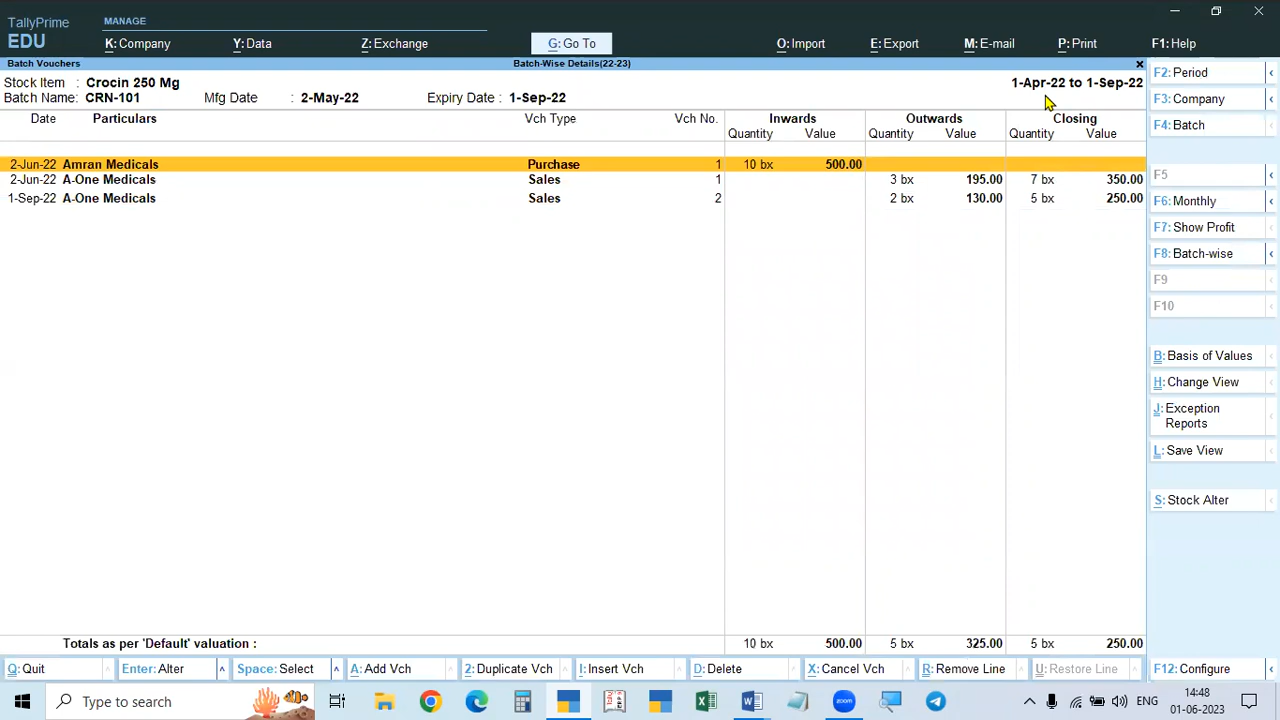 TallyPrime
EDU
MANAGE
K: Company
Y: Data
Z: Exchange
G: Go To
O: Import
E: Export
M: E-mail
P: Print
F1: Help
Batch Vouchers
Batch-Wise Details(22-23)
Stock Item : Crocin 250 Mg
1-Apr-22 to 1-Sep-22
Batch Name: CRN-101 Mfg Date : 2-May-22 Expiry Date : 1-Sep-22
Date Particulars Vch Type Vch No. Inwards Outwards Closing
Quantity Value Quantity Value Quantity Value
2-Jun-22 Amran Medicals Purchase 1 10 bx 500.00
2-Jun-22 A-One Medicals Sales 1 3 bx 195.00 7 bx 350.00
1-Sep-22 A-One Medicals Sales 2 2 bx 130.00 5 bx 250.00
Totals as per 'Default' valuation : 10 bx 500.00 5 bx 325.00 5 bx 250.00
F2: Period
F3: Company
F4: Batch
F5
F6: Monthly
F7: Show Profit
F8: Batch-wise
F9
F10
B: Basis of Values
H: Change View
J: Exception
Reports
L: Save View
S: Stock Alter
Q: Quit
Enter: Alter
Space: Select
A: Add Vch
2: Duplicate Vch
I: Insert Vch
D: Delete
X: Cancel Vch
R: Remove Line
U: Restore Line
F12: Configure
Type here to search
zoom
ENG
14:48
01-06-2023